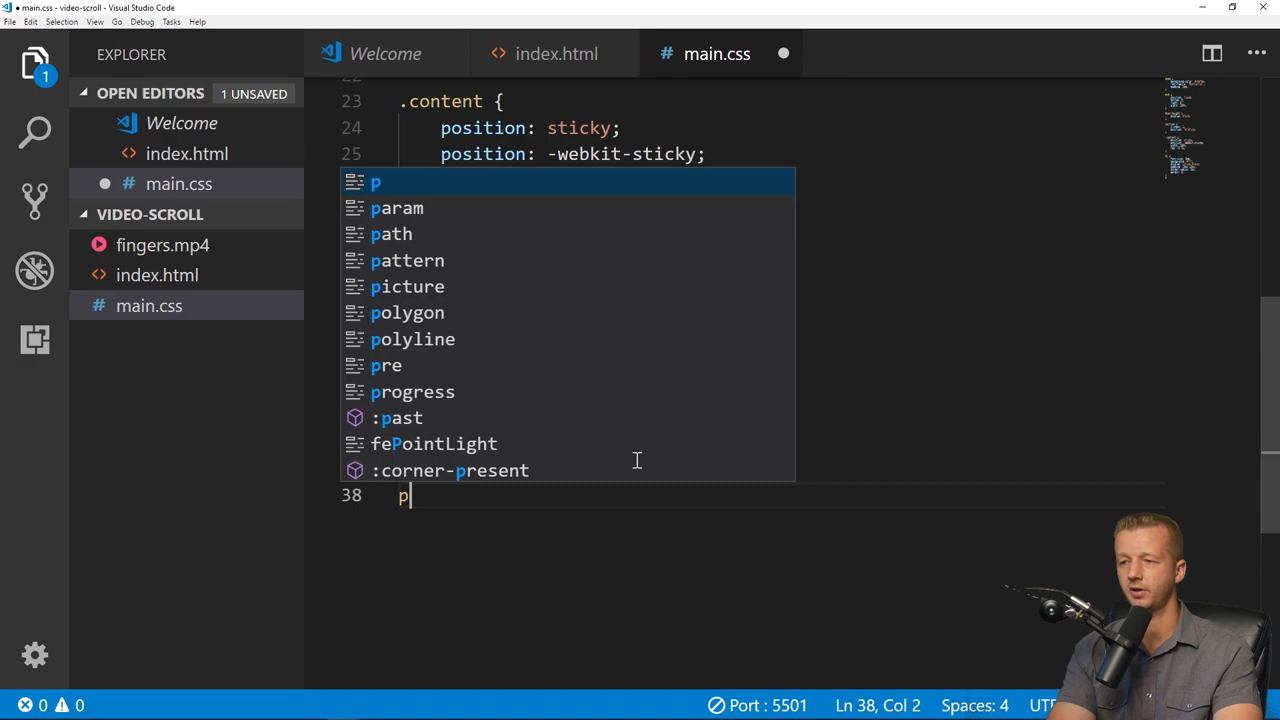 main.css - video-scroll - Visual Studio Code
File Edit Selection View Go Debug Tasks Help
EXPLORER
Welcome
index.html
main.css
OPEN EDITORS 1 UNSAVED
Welcome
index.html
main.css
VIDEO-SCROLL
fingers.mp4
index.html
main.css
1
23 .content {
24 position: sticky;
25 position: -webkit-sticky;
p
param
path
pattern
picture
polygon
polyline
pre
progress
:past
fePointLight
:corner-present
38 p
0 0
Port : 5501
Ln 38, Col 2
Spaces: 4